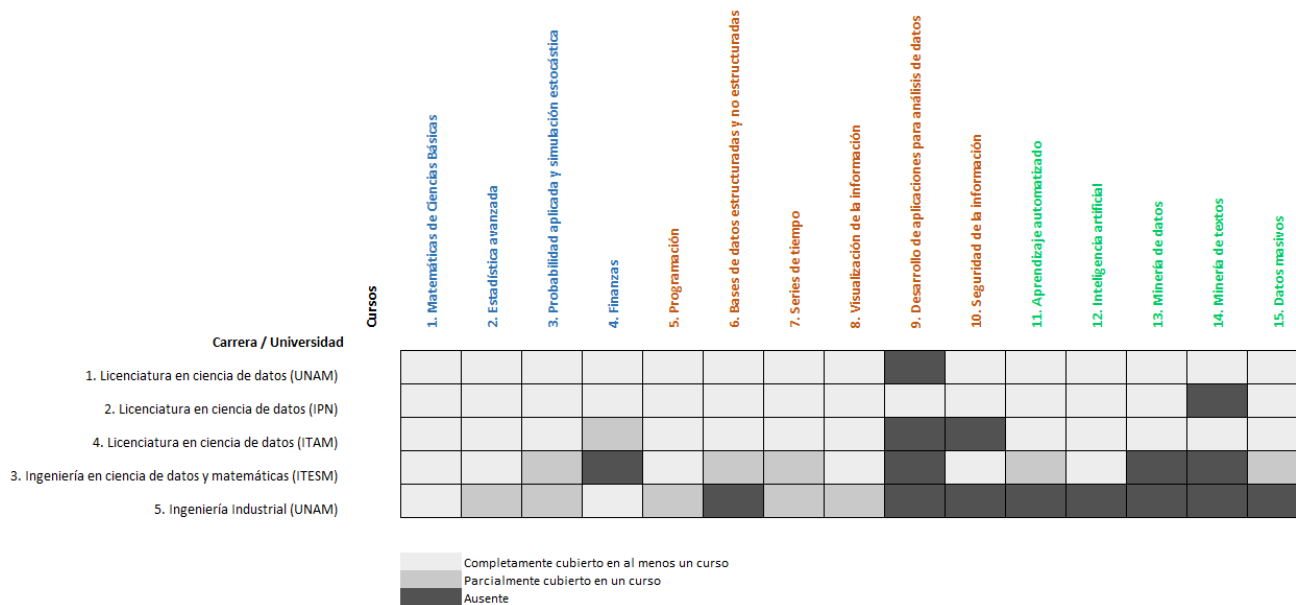 Cursos
1. Matemáticas de Ciencias Básicas
2. Estadística avanzada
3. Probabilidad aplicada y simulación estocástica
4. Finanzas
5. Programación
6. Bases de datos estructuradas y no estructuradas
7. Series de tiempo
8. Visualización de la información
9. Desarrollo de aplicaciones para análisis de datos
10. Seguridad de la información
11. Aprendizaje automatizado
12. Inteligencia artificial
13. Minería de datos
14. Minería de textos
15. Datos masivos
Carrera / Universidad
1. Licenciatura en ciencia de datos (UNAM)
2. Licenciatura en ciencia de datos (IPN)
4. Licenciatura en ciencia de datos (ITAM)
3. Ingeniería en ciencia de datos y matemáticas (ITESM)
5. Ingeniería Industrial (UNAM)
Completamente cubierto en al menos un curso
Parcialmente cubierto en un curso
Ausente